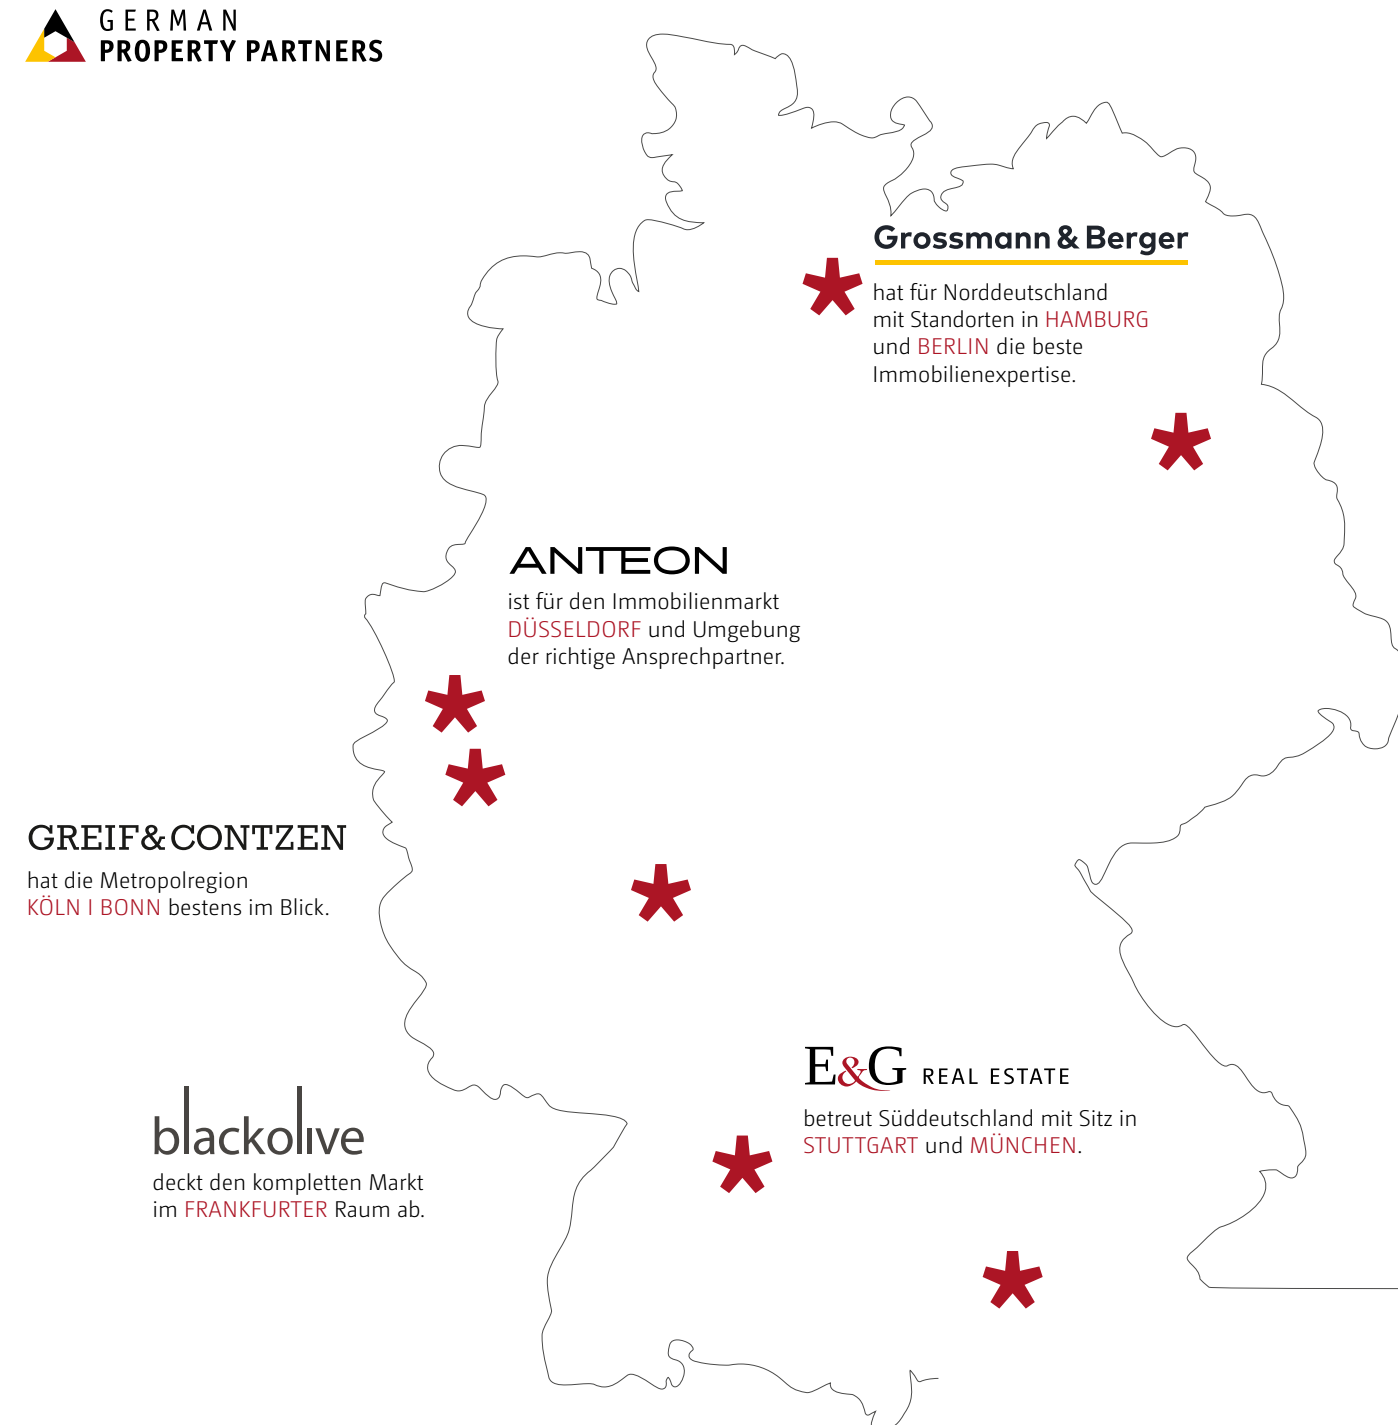 GERMAN
PROPERTY PARTNERS
Grossmann & Berger
hat für Norddeutschland
mit Standorten in HAMBURG
und BERLIN die beste
Immobilienexpertise.
ANTEON
ist für den Immobilienmarkt
DÜSSELDORF und Umgebung
der richtige Ansprechpartner.
GREIF & CONTZEN
hat die Metropolregion
KÖLN I BONN bestens im Blick.
E&G REAL ESTATE
betreut Süddeutschland mit Sitz in
STUTTGART und MÜNCHEN.
blackolive
deckt den kompletten Markt
im FRANKFURTER Raum ab.